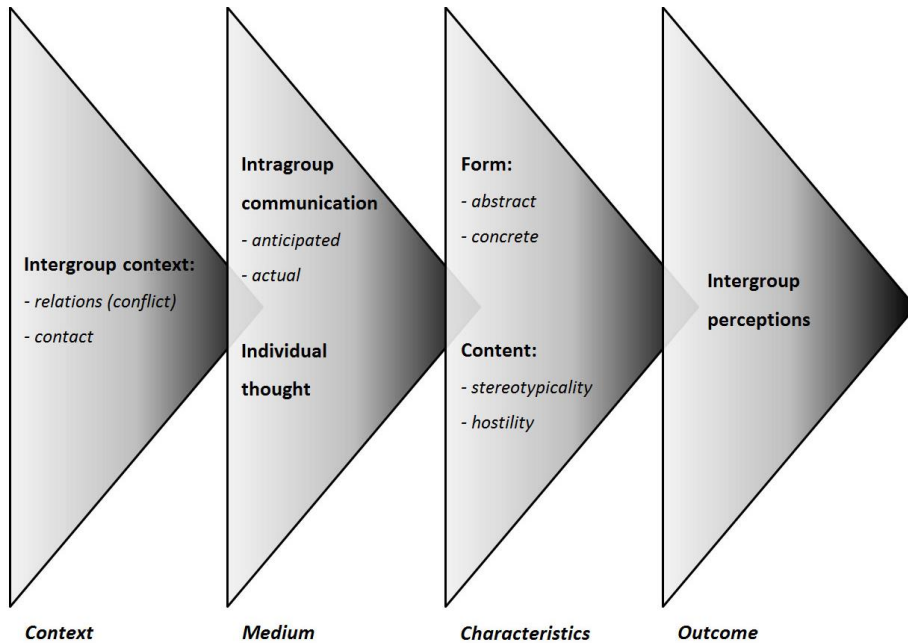 Intergroup context:
- relations (conflict)
- contact
Intragroup
communication
- anticipated
- actual
Individual
thought
Form:
- abstract
- concrete
Content:
- stereotypicality
- hostility
Intergroup
perceptions
Context
Medium
Characteristics
Outcome